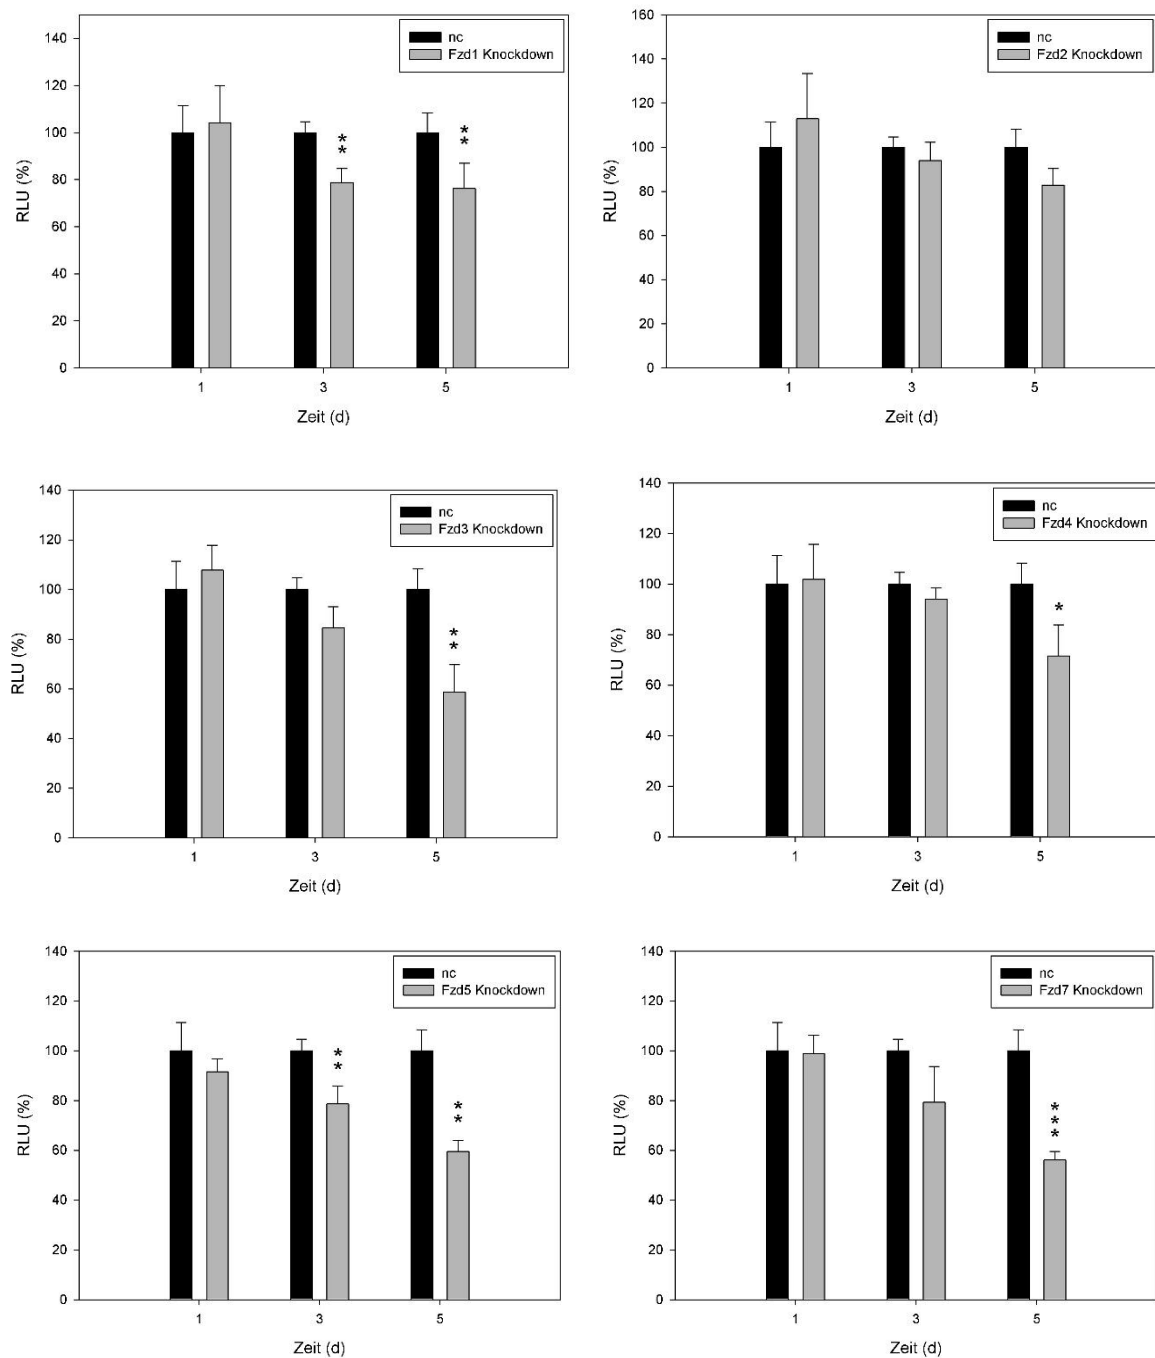 nc
Fzd1 Knockdown
RLU (%)
140
120
100
80
60
40
20
0
**
**
1 3 5
Zeit (d)
nc
Fzd2 Knockdown
RLU (%)
160
140
120
100
80
60
40
20
0
1 3 5
Zeit (d)
nc
Fzd3 Knockdown
RLU (%)
140
120
100
80
60
40
20
0
**
1 3 5
Zeit (d)
nc
Fzd4 Knockdown
RLU (%)
140
120
100
80
60
40
20
0
*
1 3 5
Zeit (d)
nc
Fzd5 Knockdown
RLU (%)
140
120
100
80
60
40
20
0
**
**
1 3 5
Zeit (d)
nc
Fzd7 Knockdown
RLU (%)
140
120
100
80
60
40
20
0
***
1 3 5
Zeit (d)